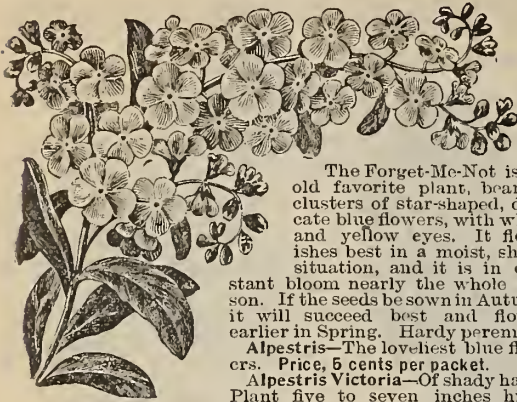 The Forget-Me-Not is
old favorite plant, bear
clusters of star-shaped, d
cate blue flowers, with w
and yellow eyes. It flo
ishes best in a moist, sh
situation, and it is in c
stant bloom nearly the whole
son. If the seeds be sown in Autu
it will succeed best and flo
earlier in Spring. Hardy perenn
Alpestris—The loveliest blue fl
ers. Price, 5 cents per packet.
Alpestris Victoria—Of shady ha
Plant five to seven inches hi